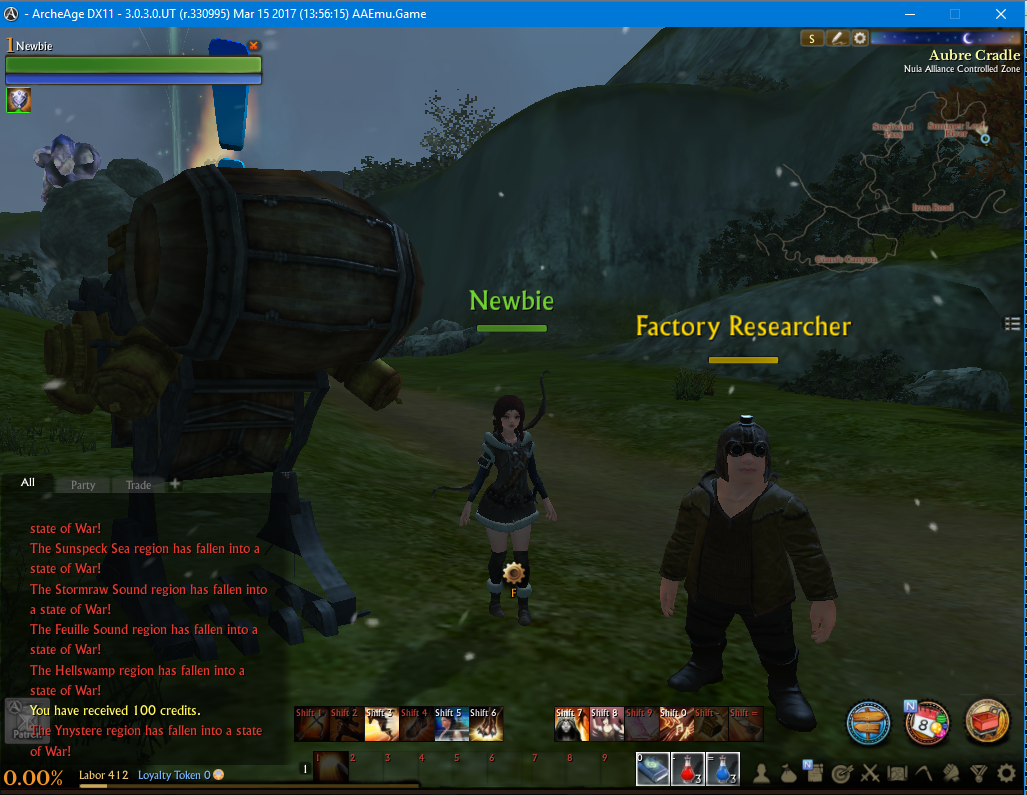 - ArcheAge DX11 - 3.0.3.0.UT (r.330995) Mar 15 2017 (13:56:15) AAEmu.Game
1 Newbie
S
Aubre Cradle
Nuia Alliance Controlled Zone
Iron Road
Newbie
Factory Researcher
All Party Trade +
state of War!
The Sunspeck Sea region has fallen into a
state of War!
The Stormraw Sound region has fallen into
a state of War!
The Feuille Sound region has fallen into a
state of War!
The Hellswamp region has fallen into a
state of War!
You have received 100 credits.
The Ynystere region has fallen into a state
of War!
F
Shift 1 Shift 2 Shift 3 Shift 4 Shift 5 Shift 6 Shift 7 Shift 8 Shift 9 Shift 0 Shift - Shift =
1 1 2 3 4 5 6 7 8 9 0 - 3 = 3
N 8
N
0.00% Labor 412 Loyalty Token 0